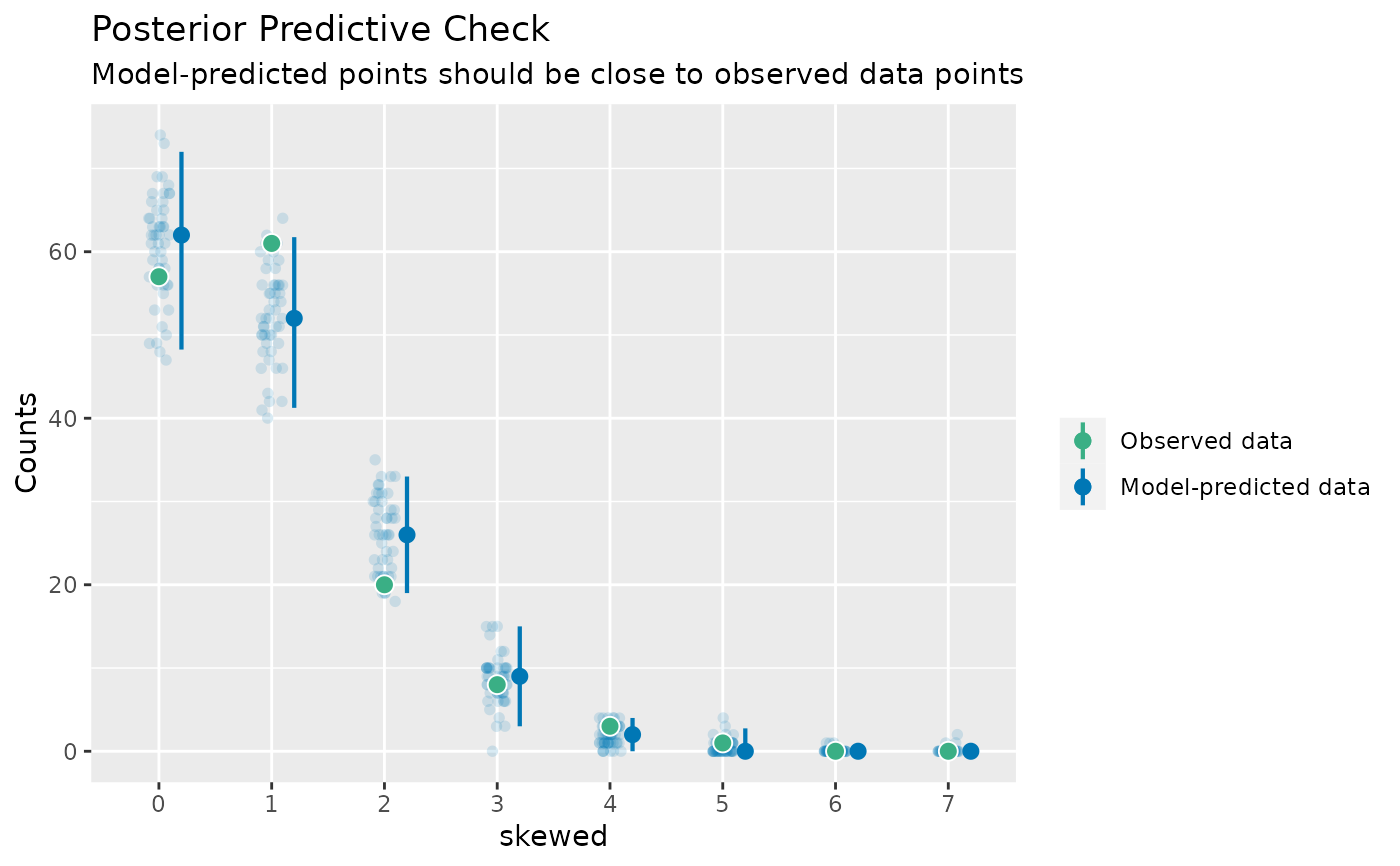 Posterior Predictive Check
Model-predicted points should be close to observed data points
Counts
60
40
20
0
0 1 2 3 4 5 6 7
skewed
Observed data
Model-predicted data